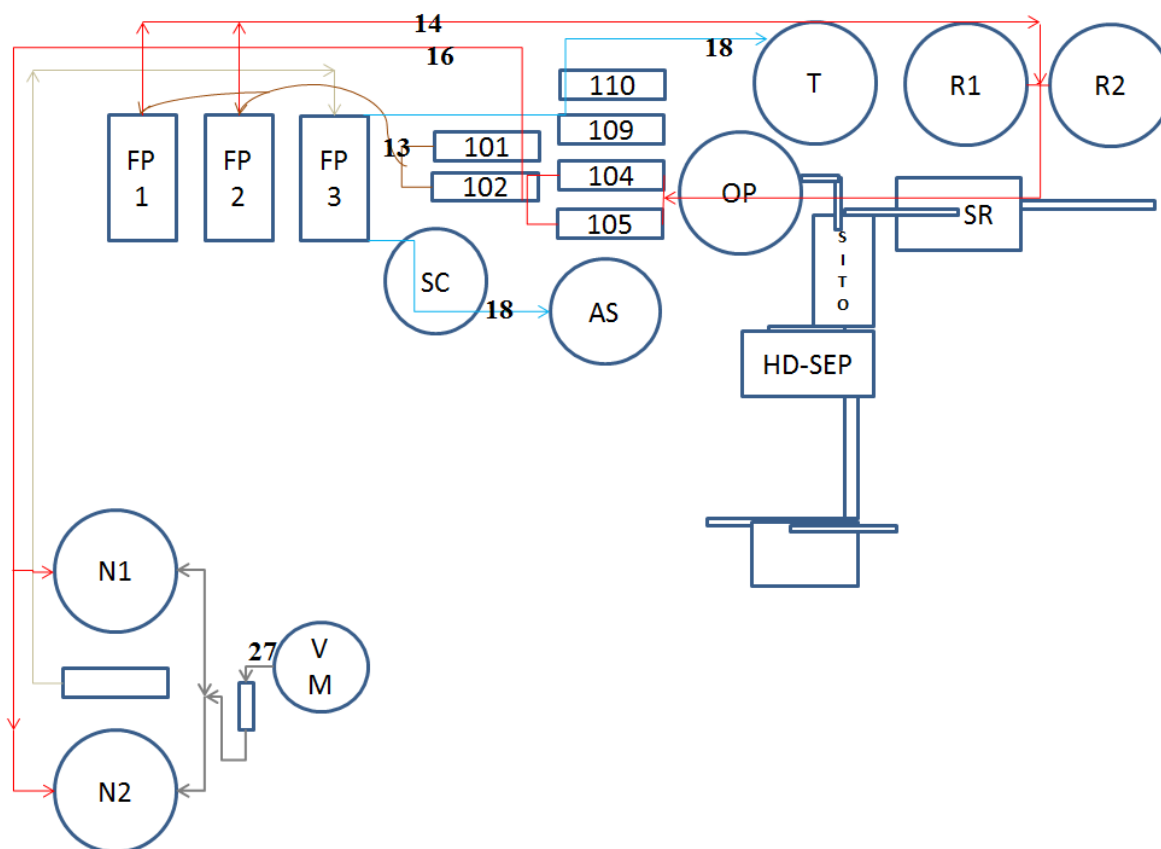 14
16
18
110
T
R1
R2
FP
1
FP
2
FP
3
13
101
109
102
104
105
OP
SR
S
I
T
O
SC
18
AS
HD-SEP
N1
27
V
M
N2